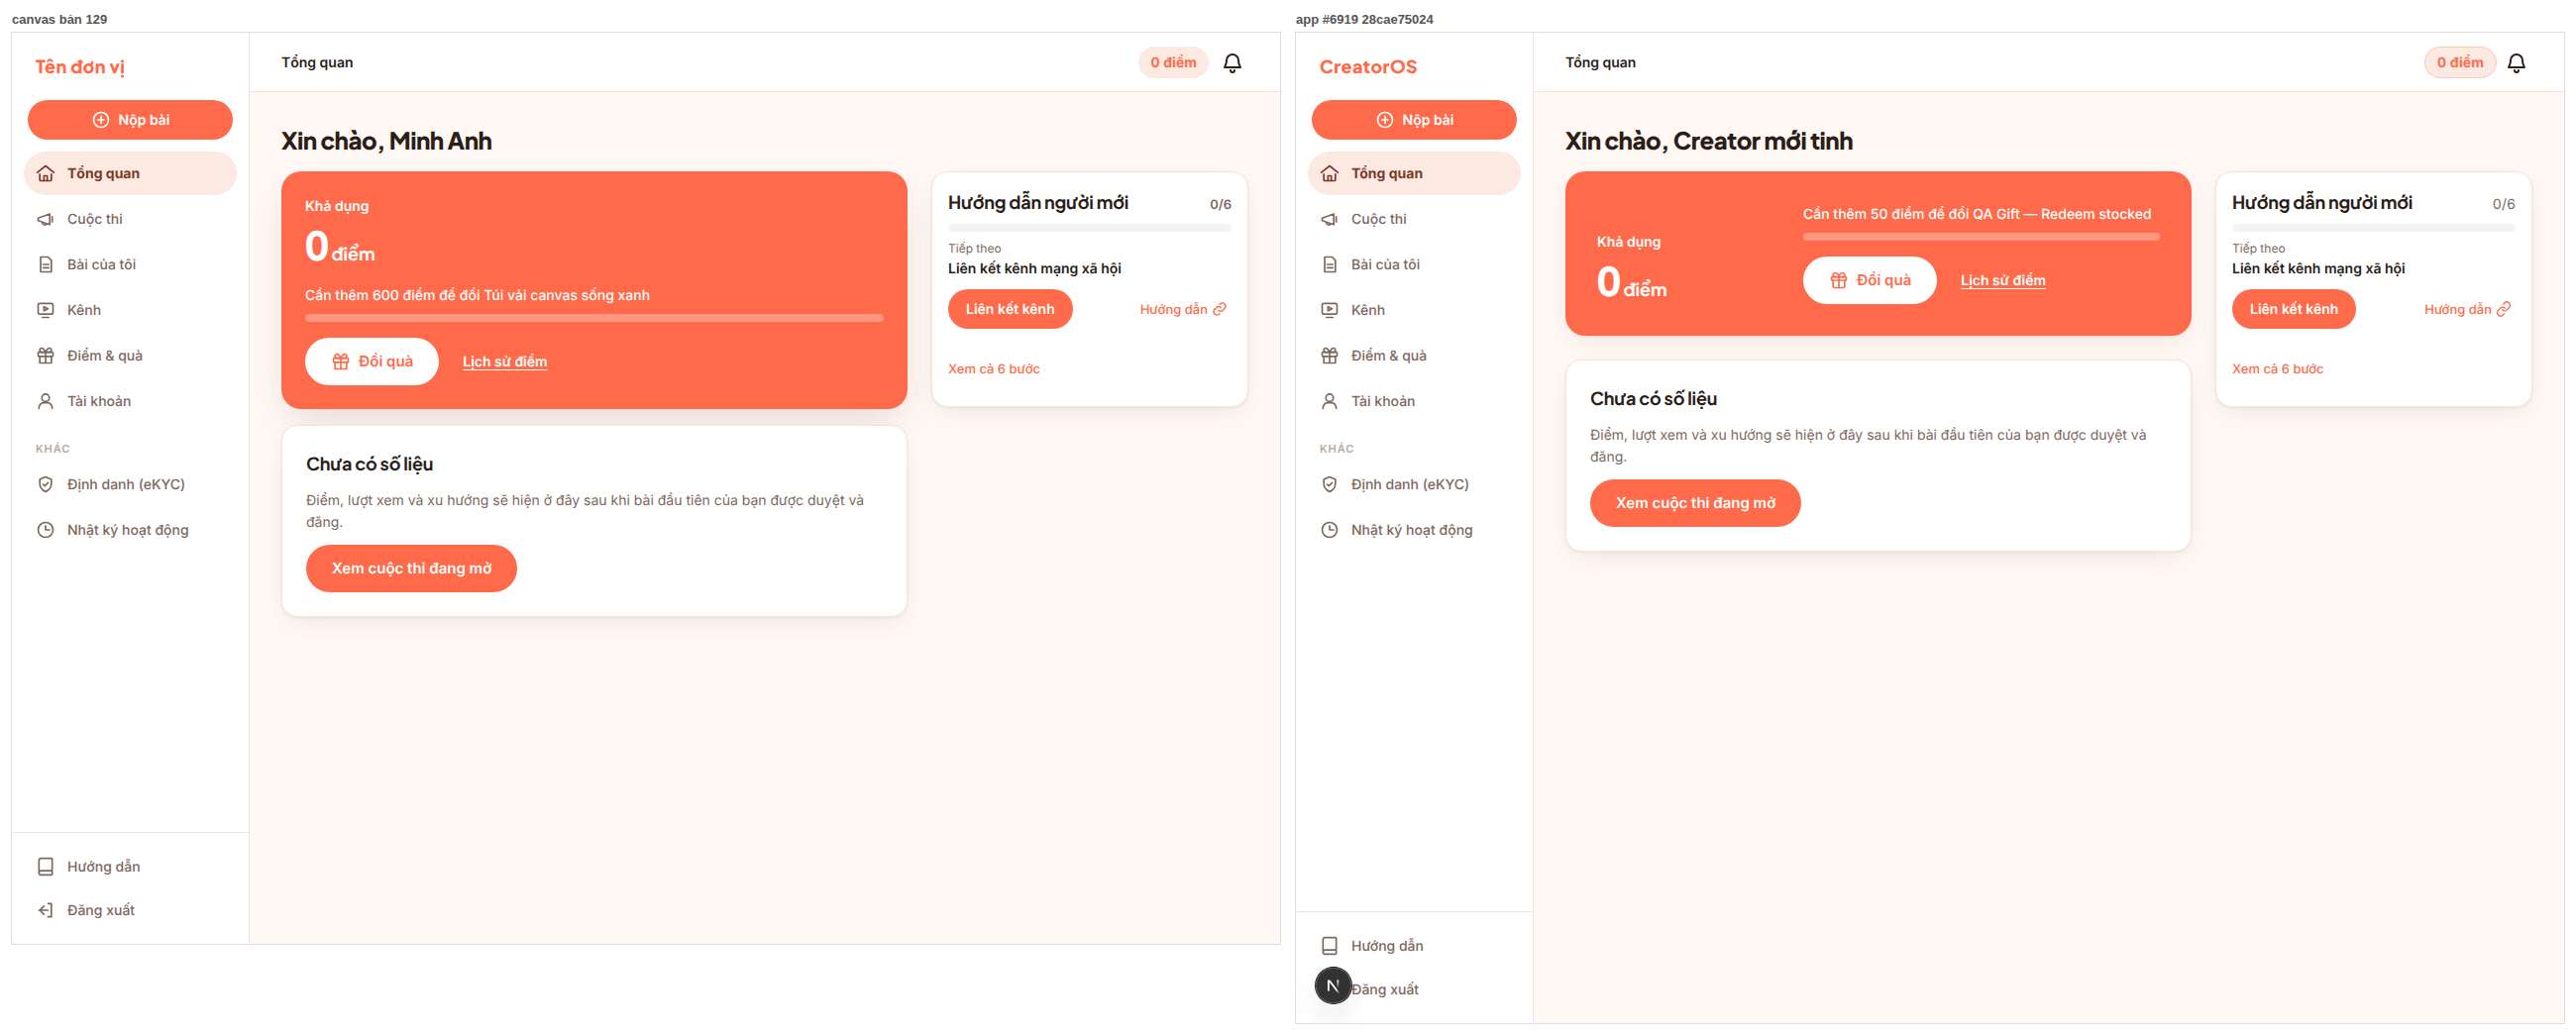 canvas bản 129
Tên đơn vị
Nộp bài
Tổng quan
Cuộc thi
Bài của tôi
Kênh
Điểm & quà
Tài khoản
KHÁC
Định danh (eKYC)
Nhật ký hoạt động
Hướng dẫn
Đăng xuất
Tổng quan
0 điểm
Xin chào, Minh Anh
Khả dụng
0 điểm
Cần thêm 600 điểm để đổi Túi vải canvas sống xanh
Đổi quà
Lịch sử điểm
Hướng dẫn người mới
0/6
Tiếp theo
Liên kết kênh mạng xã hội
Liên kết kênh
Hướng dẫn
Xem cả 6 bước
Chưa có số liệu
Điểm, lượt xem và xu hướng sẽ hiện ở đây sau khi bài đầu tiên của bạn được duyệt và
đăng.
Xem cuộc thi đang mở
app #6919 28cae75024
CreatorOS
Nộp bài
Tổng quan
Cuộc thi
Bài của tôi
Kênh
Điểm & quà
Tài khoản
KHÁC
Định danh (eKYC)
Nhật ký hoạt động
Hướng dẫn
N
Đăng xuất
Tổng quan
0 điểm
Xin chào, Creator mới tinh
Khả dụng
0 điểm
Cần thêm 50 điểm để đổi QA Gift — Redeem stocked
Đổi quà
Lịch sử điểm
Hướng dẫn người mới
0/6
Tiếp theo
Liên kết kênh mạng xã hội
Liên kết kênh
Hướng dẫn
Xem cả 6 bước
Chưa có số liệu
Điểm, lượt xem và xu hướng sẽ hiện ở đây sau khi bài đầu tiên của bạn được duyệt và
đăng.
Xem cuộc thi đang mở